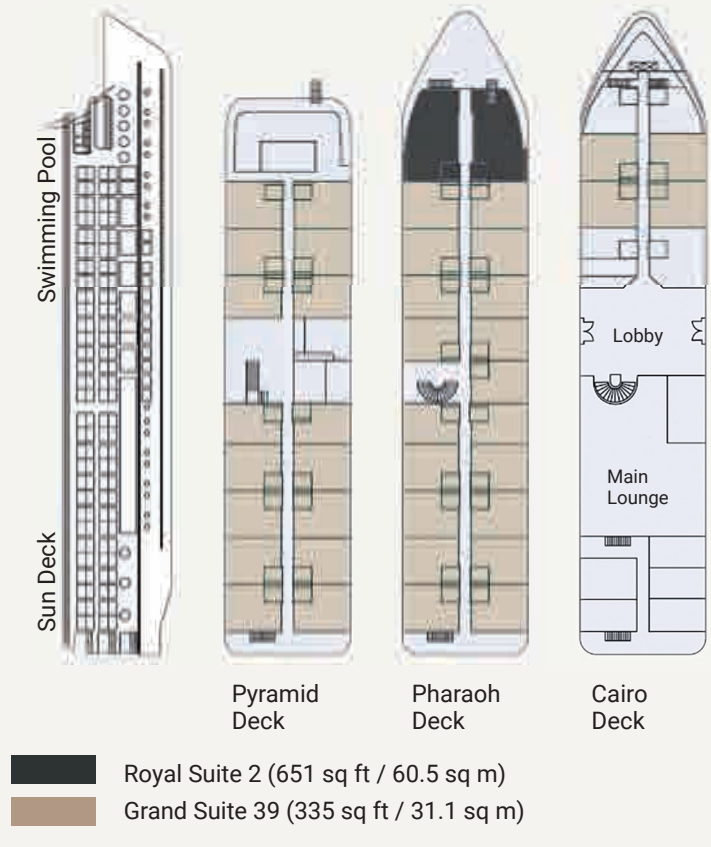 Swimming Pool
Sun Deck
Lobby
Main
Lounge
Pyramid
Deck
Pharaoh
Deck
Cairo
Deck
Royal Suite 2 (651 sq ft / 60.5 sq m)
Grand Suite 39 (335 sq ft / 31.1 sq m)